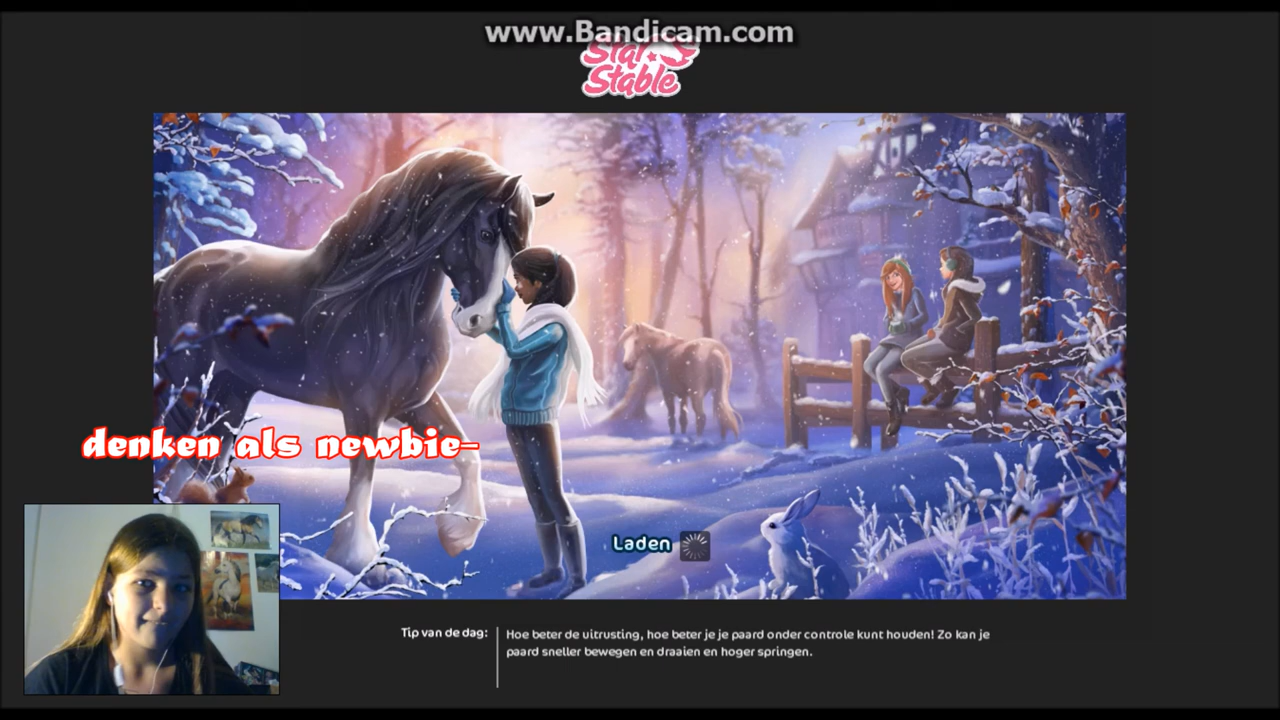 www.Bandicam.com
Star
Stable
denken als newbie-
Laden
Tip van de dag:
Hoe beter de uitrusting, hoe beter je je paard onder controle kunt houden! Zo kan je
paard sneller bewegen en draaien en hoger springen.